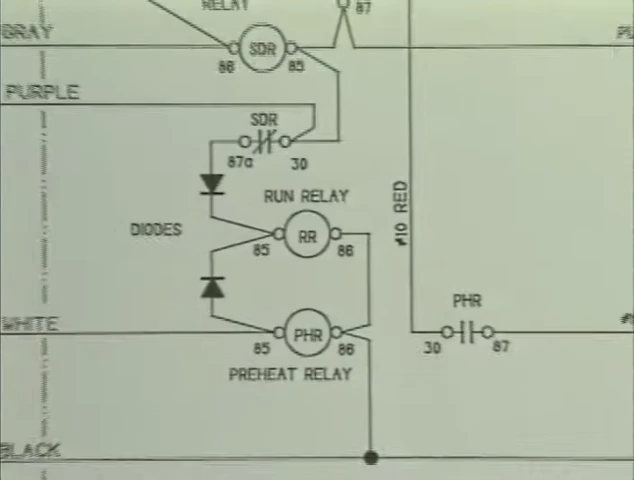 RELAY
87
GRAY
SDR
86
85
PURPLE
SDR
87a
30
RUN RELAY
#10 RED
DIODES
RR
85
86
PHR
WHITE
30
87
PHR
85
86
PREHEAT RELAY
BLACK